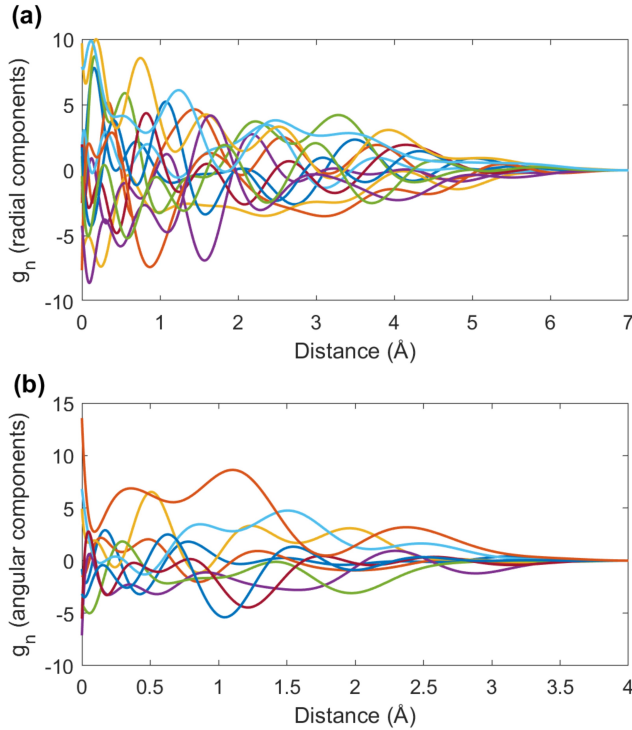 (a)
10
5
0
-5
-10
g_n (radial components)
0 1 2 3 4 5 6 7
Distance (Å)
(b)
15
10
5
0
-5
-10
g_n (angular components)
0 0.5 1 1.5 2 2.5 3 3.5 4
Distance (Å)